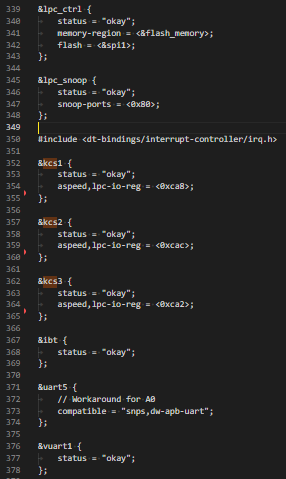 339 &lpc_ctrl {
340 status = "okay";
341 memory-region = <&flash_memory>;
342 flash = <&spi1>;
343 };
344
345 &lpc_snoop {
346 status = "okay";
347 snoop-ports = <0x80>;
348 };
349
350 #include <dt-bindings/interrupt-controller/irq.h>
351
352 &kcs1 {
353 status = "okay";
354 aspeed,lpc-io-reg = <0xca8>;
355 };
356
357 &kcs2 {
358 status = "okay";
359 aspeed,lpc-io-reg = <0xcac>;
360 };
361
362 &kcs3 {
363 status = "okay";
364 aspeed,lpc-io-reg = <0xca2>;
365 };
366
367 &ibt {
368 status = "okay";
369 };
370
371 &uart5 {
372 // Workaround for A0
373 compatible = "snps,dw-apb-uart";
374 };
375
376 &vuart1 {
377 status = "okay";
378 };